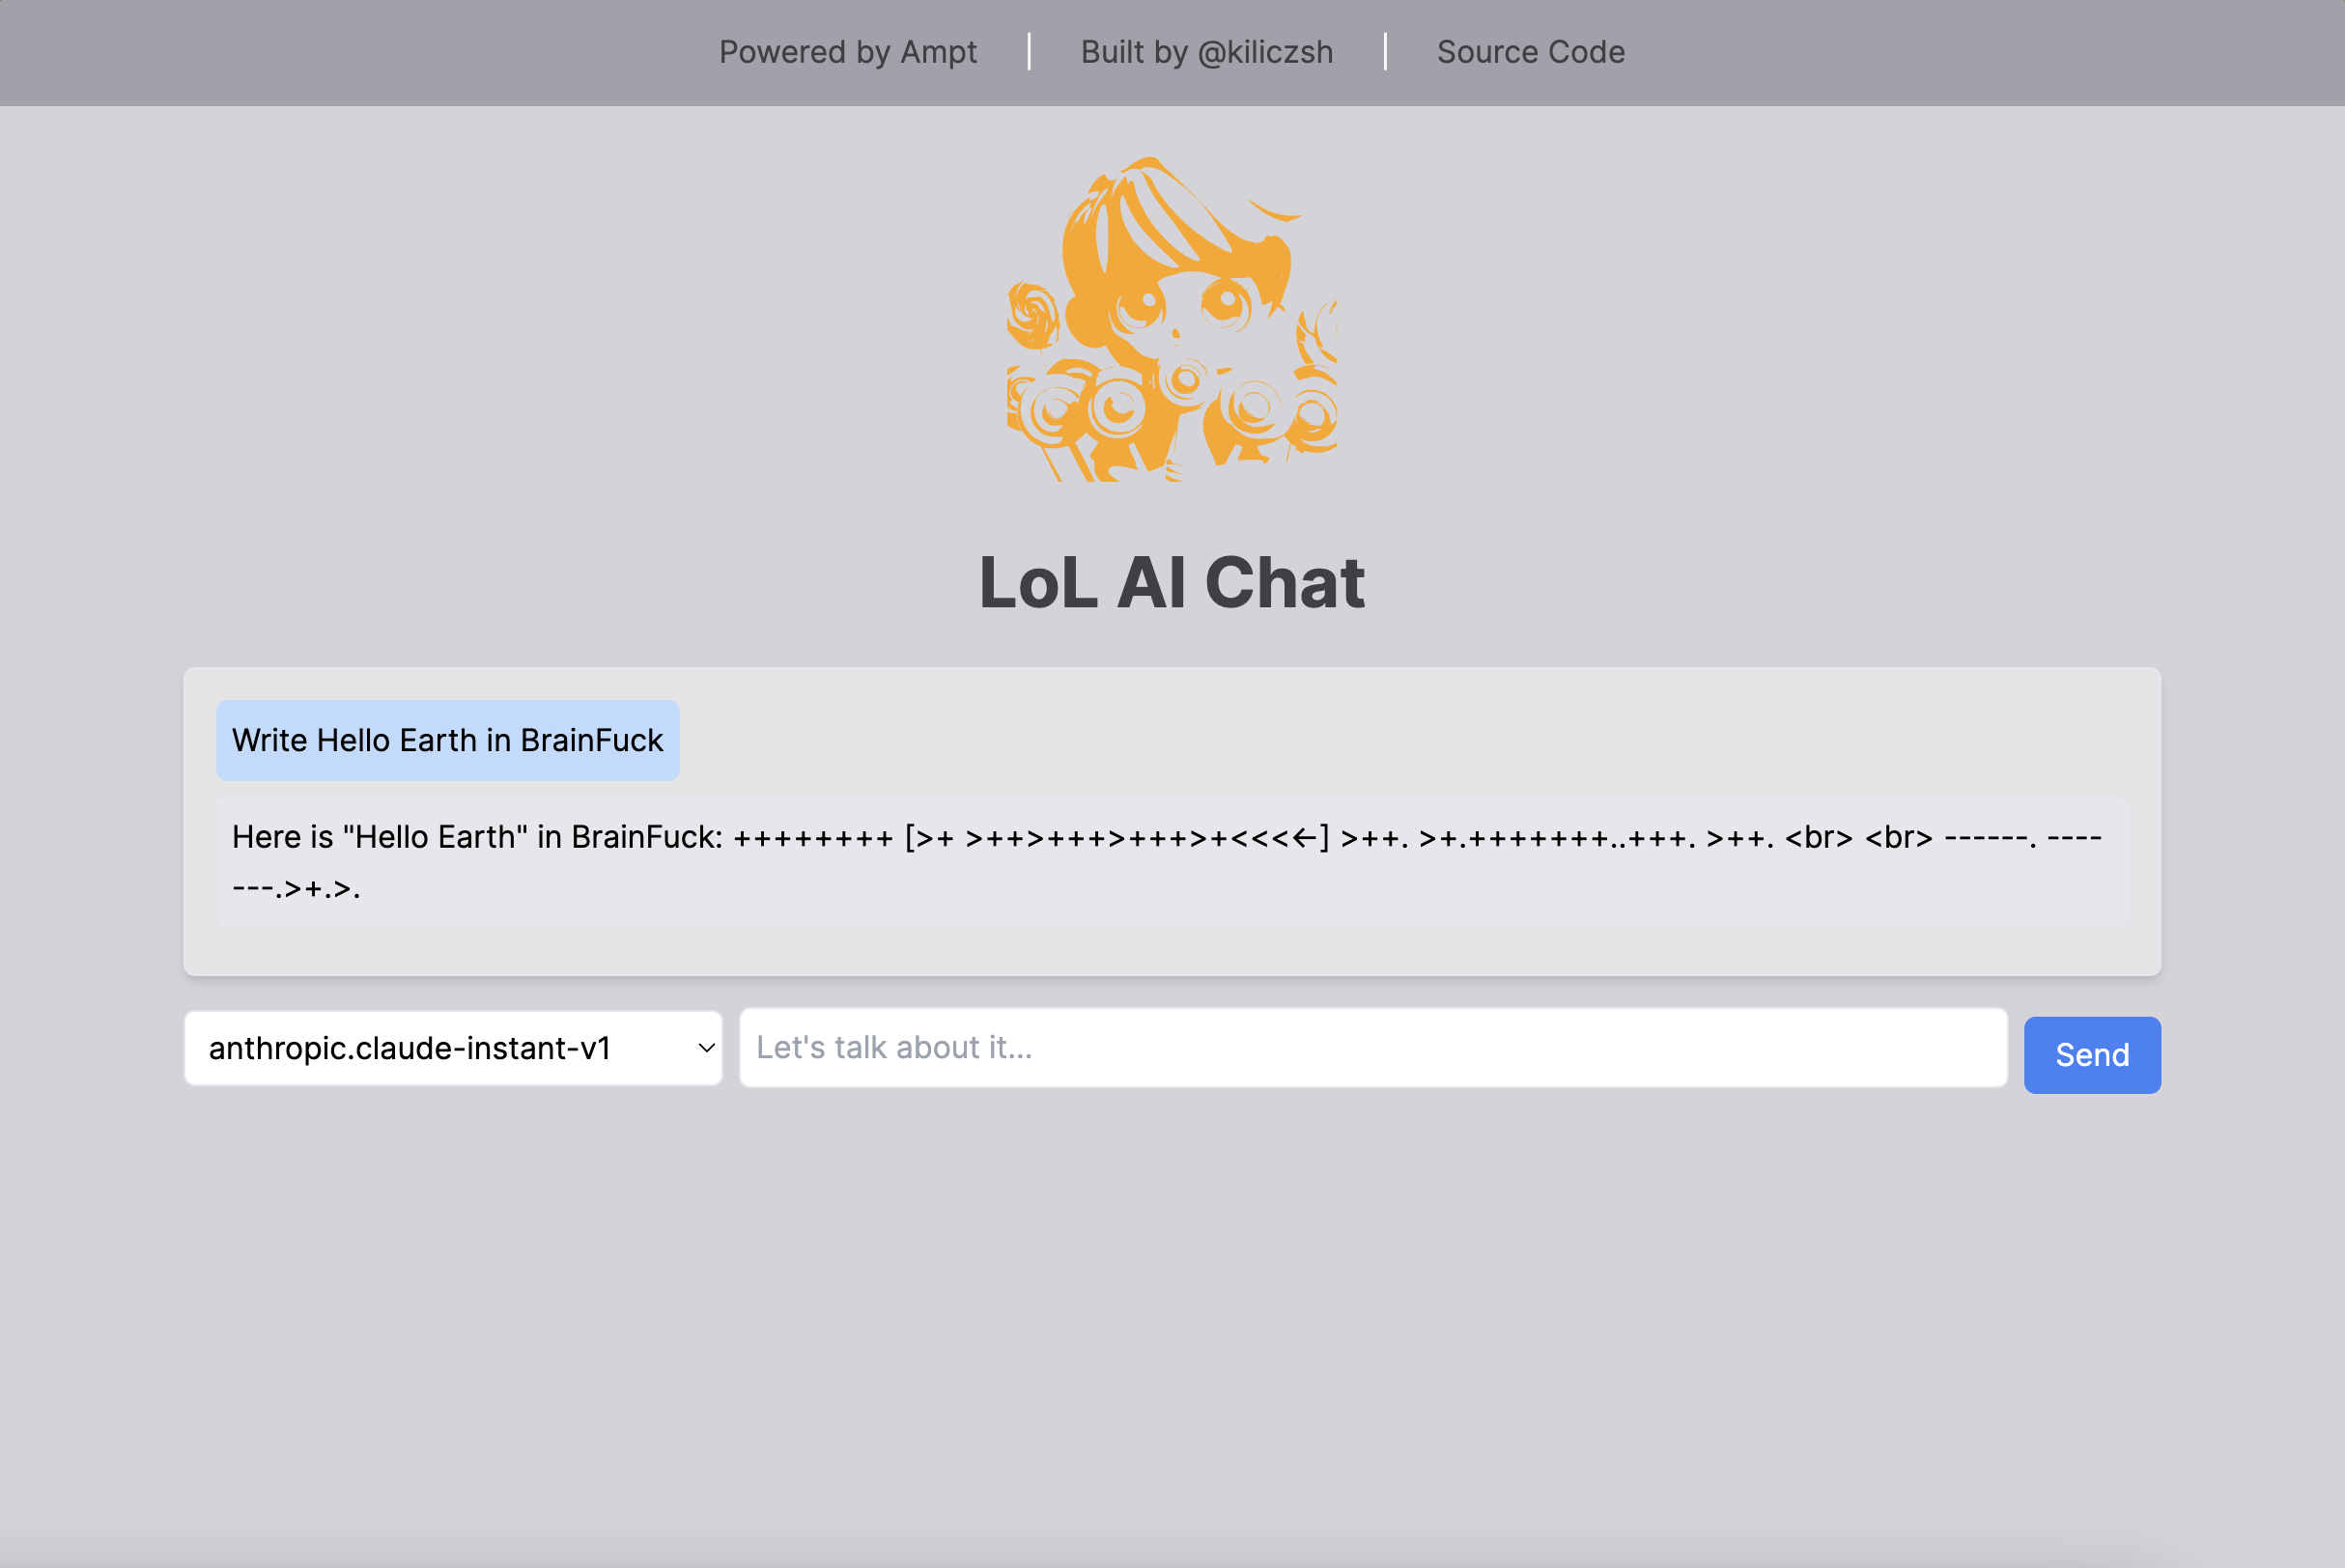 Powered by Ampt | Built by @kiliczsh | Source Code
LoL AI Chat
Write Hello Earth in BrainFuck
Here is "Hello Earth" in BrainFuck: ++++++++ [>+ >++>+++>+++>+<<<←] >++. >+.+++++++..+++. >++. <br> <br> ------. ----
---.>+.>.
anthropic.claude-instant-v1
Let's talk about it...
Send